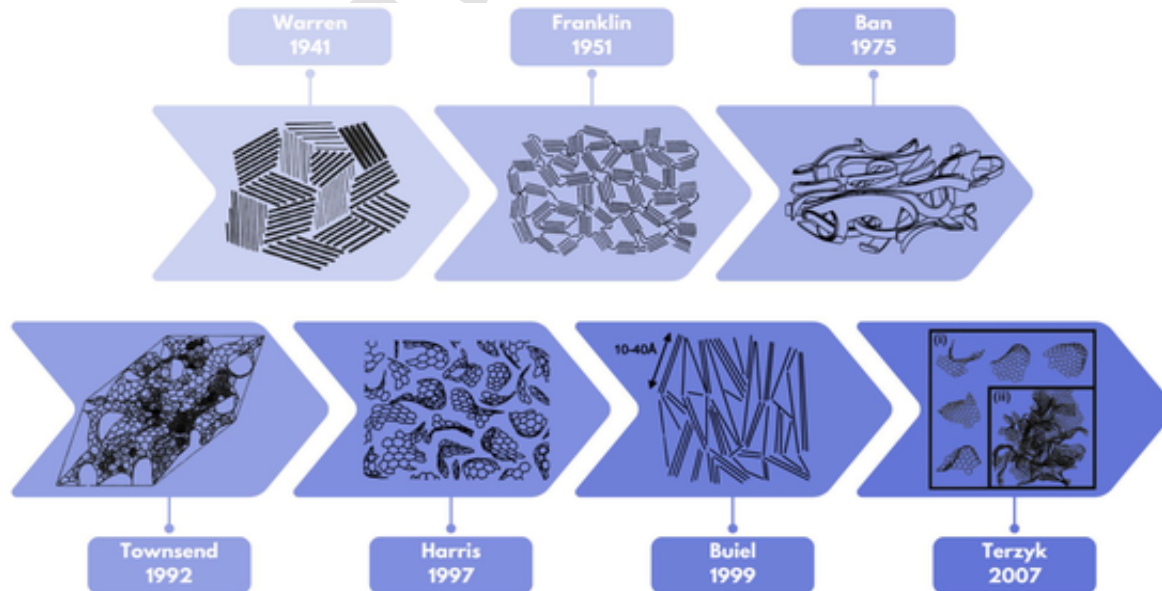 Warren
1941
Franklin
1951
Ban
1975
10-40Å
(i)
(ii)
Townsend
1992
Harris
1997
Buiel
1999
Terzyk
2007